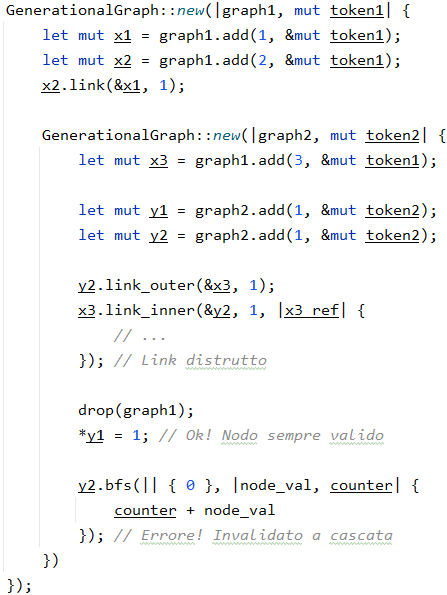 GenerationalGraph::new(|graph1, mut token1| {
let mut x1 = graph1.add(1, &mut token1);
let mut x2 = graph1.add(2, &mut token1);
x2.link(&x1, 1);
GenerationalGraph::new(|graph2, mut token2| {
let mut x3 = graph1.add(3, &mut token1);
let mut y1 = graph2.add(1, &mut token2);
let mut y2 = graph2.add(1, &mut token2);
y2.link_outer(&x3, 1);
x3.link_inner(&y2, 1, |x3_ref| {
// ...
}); // Link distrutto
drop(graph1);
*y1 = 1; // Ok! Nodo sempre valido
y2.bfs(|| { 0 }, |node_val, counter| {
counter + node_val
}); // Errore! Invalidato a cascata
})
});